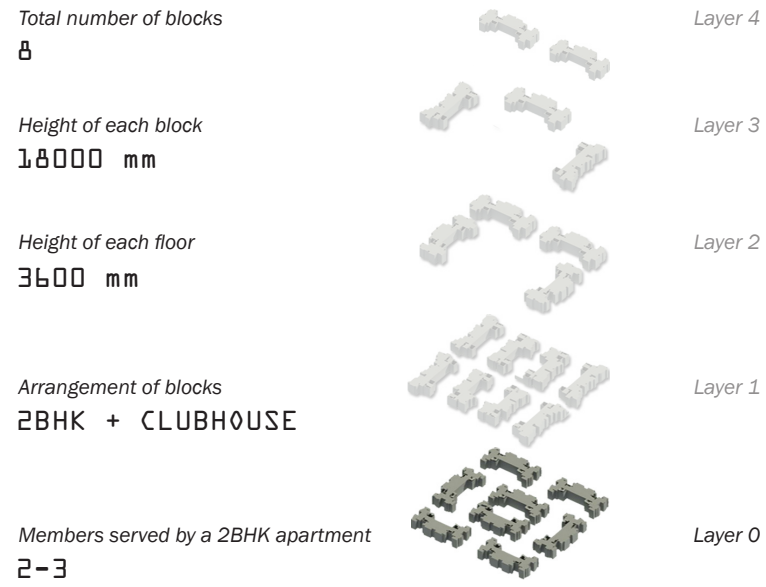 Total number of blocks
Layer 4
8
Height of each block
Layer 3
18000 mm
Height of each floor
Layer 2
3600 mm
Arrangement of blocks
Layer 1
2BHK + CLUBHOUSE
Members served by a 2BHK apartment
Layer 0
2-3